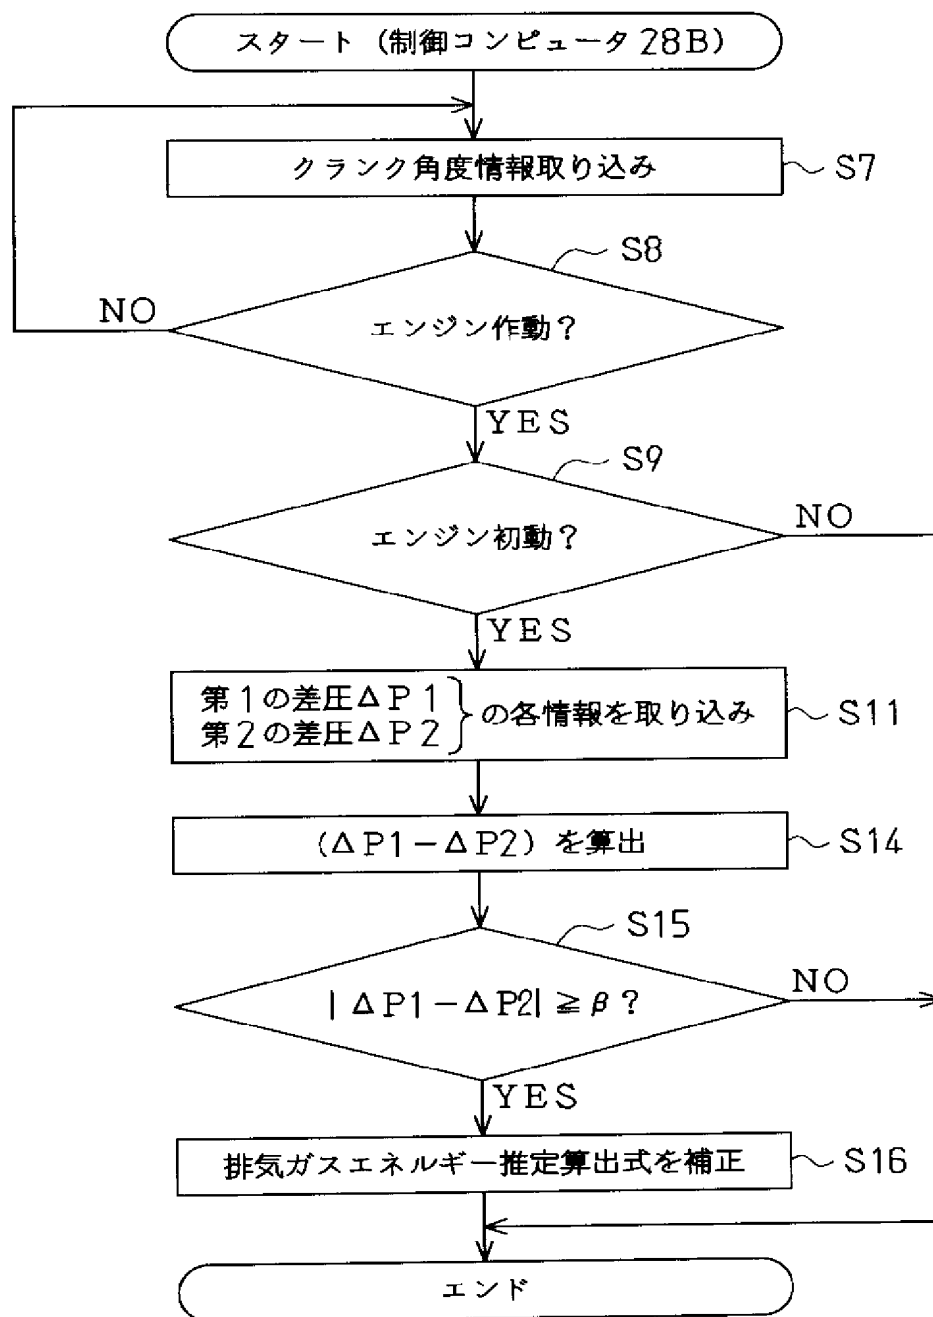 スタート (制御コンピュータ28B)
クランク角度情報取り込み
S7
S8
エンジン作動?
NO
YES
S9
エンジン初動?
NO
YES
第1の差圧ΔP1
第2の差圧ΔP2
}の各情報を取り込み
S11
(ΔP1-ΔP2) を算出
S14
S15
|ΔP1-ΔP2|≧β?
NO
YES
排気ガスエネルギー推定算出式を補正
S16
エンド